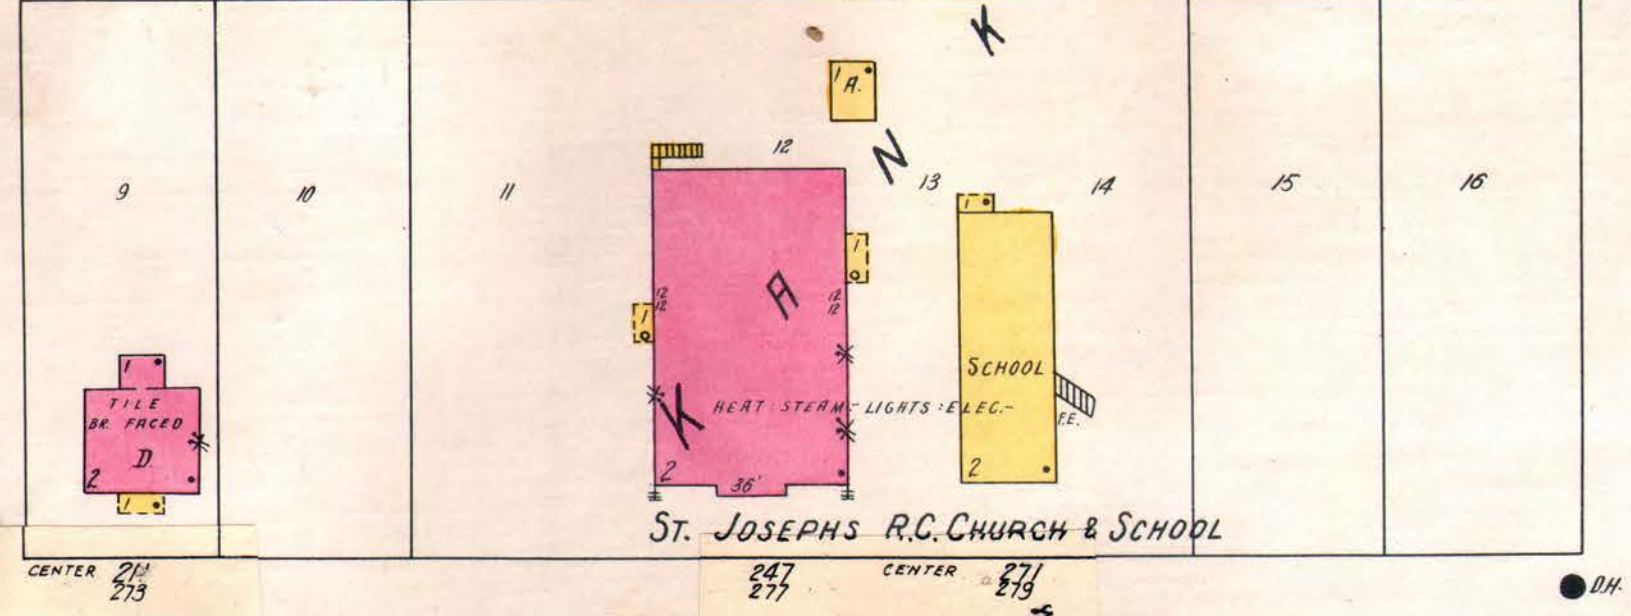 K
1 A.
12
N
9 10 11 13 14 15 16
1
1
12
12
12
12
A
1
1
TILE
BR. FACED
D
2
1
SCHOOL
HEAT: STEAM - LIGHTS: ELEC.-
F.E.
K
2
36'
2
ST. JOSEPHS R.C. CHURCH & SCHOOL
CENTER
273
247
277
CENTER
271
279
D.H.